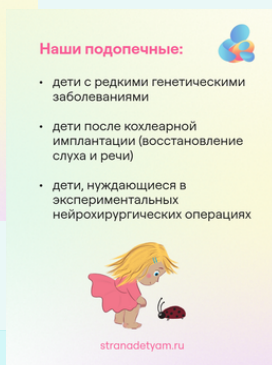 Наши подопечные:
• дети с редкими генетическими
заболеваниями
• дети после кохлеарной
имплантации (восстановление
слуха и речи)
• дети, нуждающиеся в
экспериментальных
нейрохирургических операциях
stranadetyam.ru